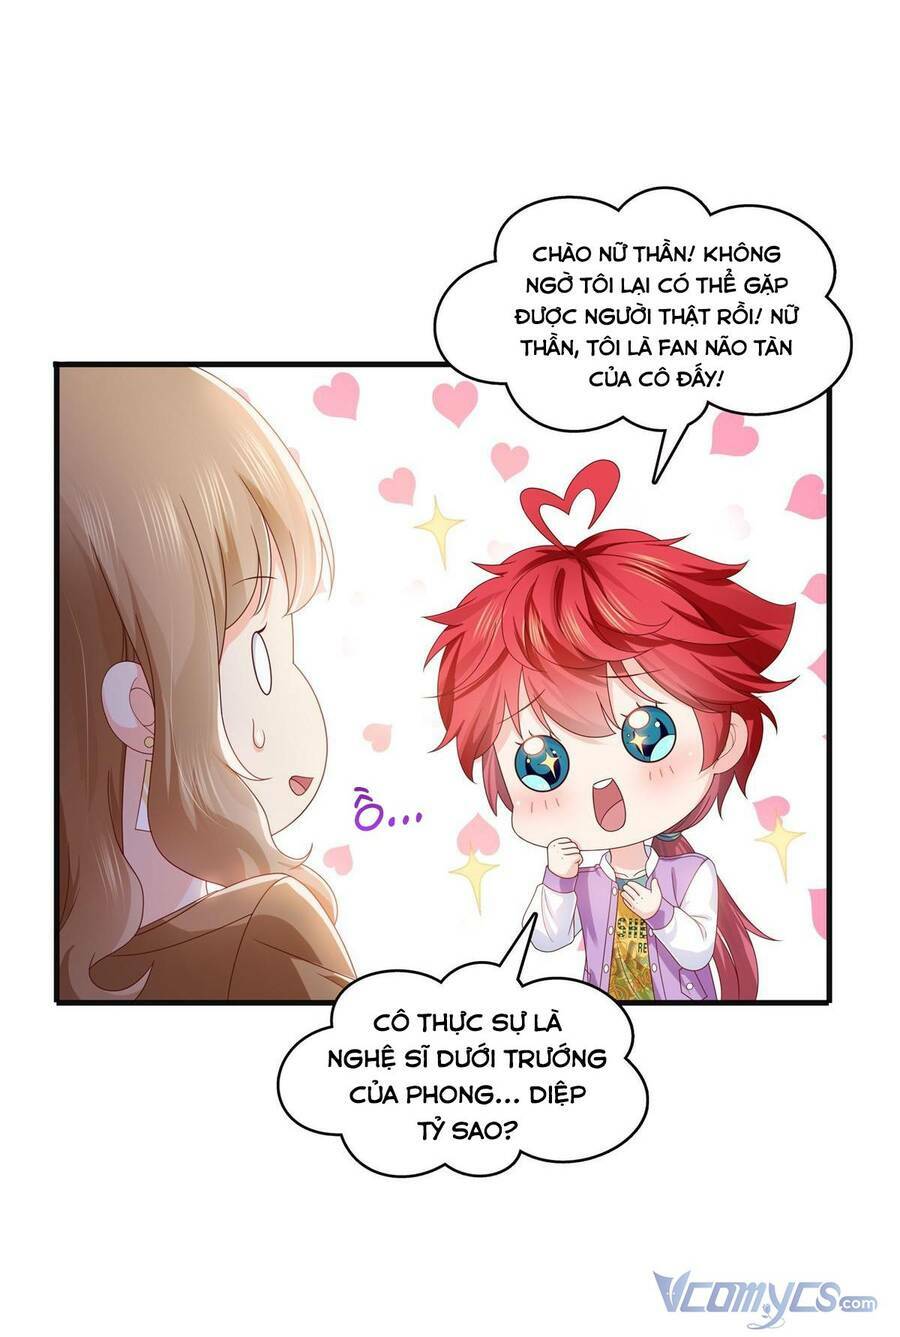 CHÀO NỮ THẦN! KHÔNG
NGỜ TÔI LẠI CÓ THỂ GẶP
ĐƯỢC NGƯỜI THẬT RỒI! NỮ
THẦN, TÔI LÀ FAN NÃO TÀN
CỦA CÔ ĐẤY!
Ồ...
SHE
RE
CÔ THỰC SỰ LÀ
NGHỆ SĨ DƯỚI TRƯỚNG
CỦA PHONG... DIỆP
TỶ SAO?
VCOMYCS.com